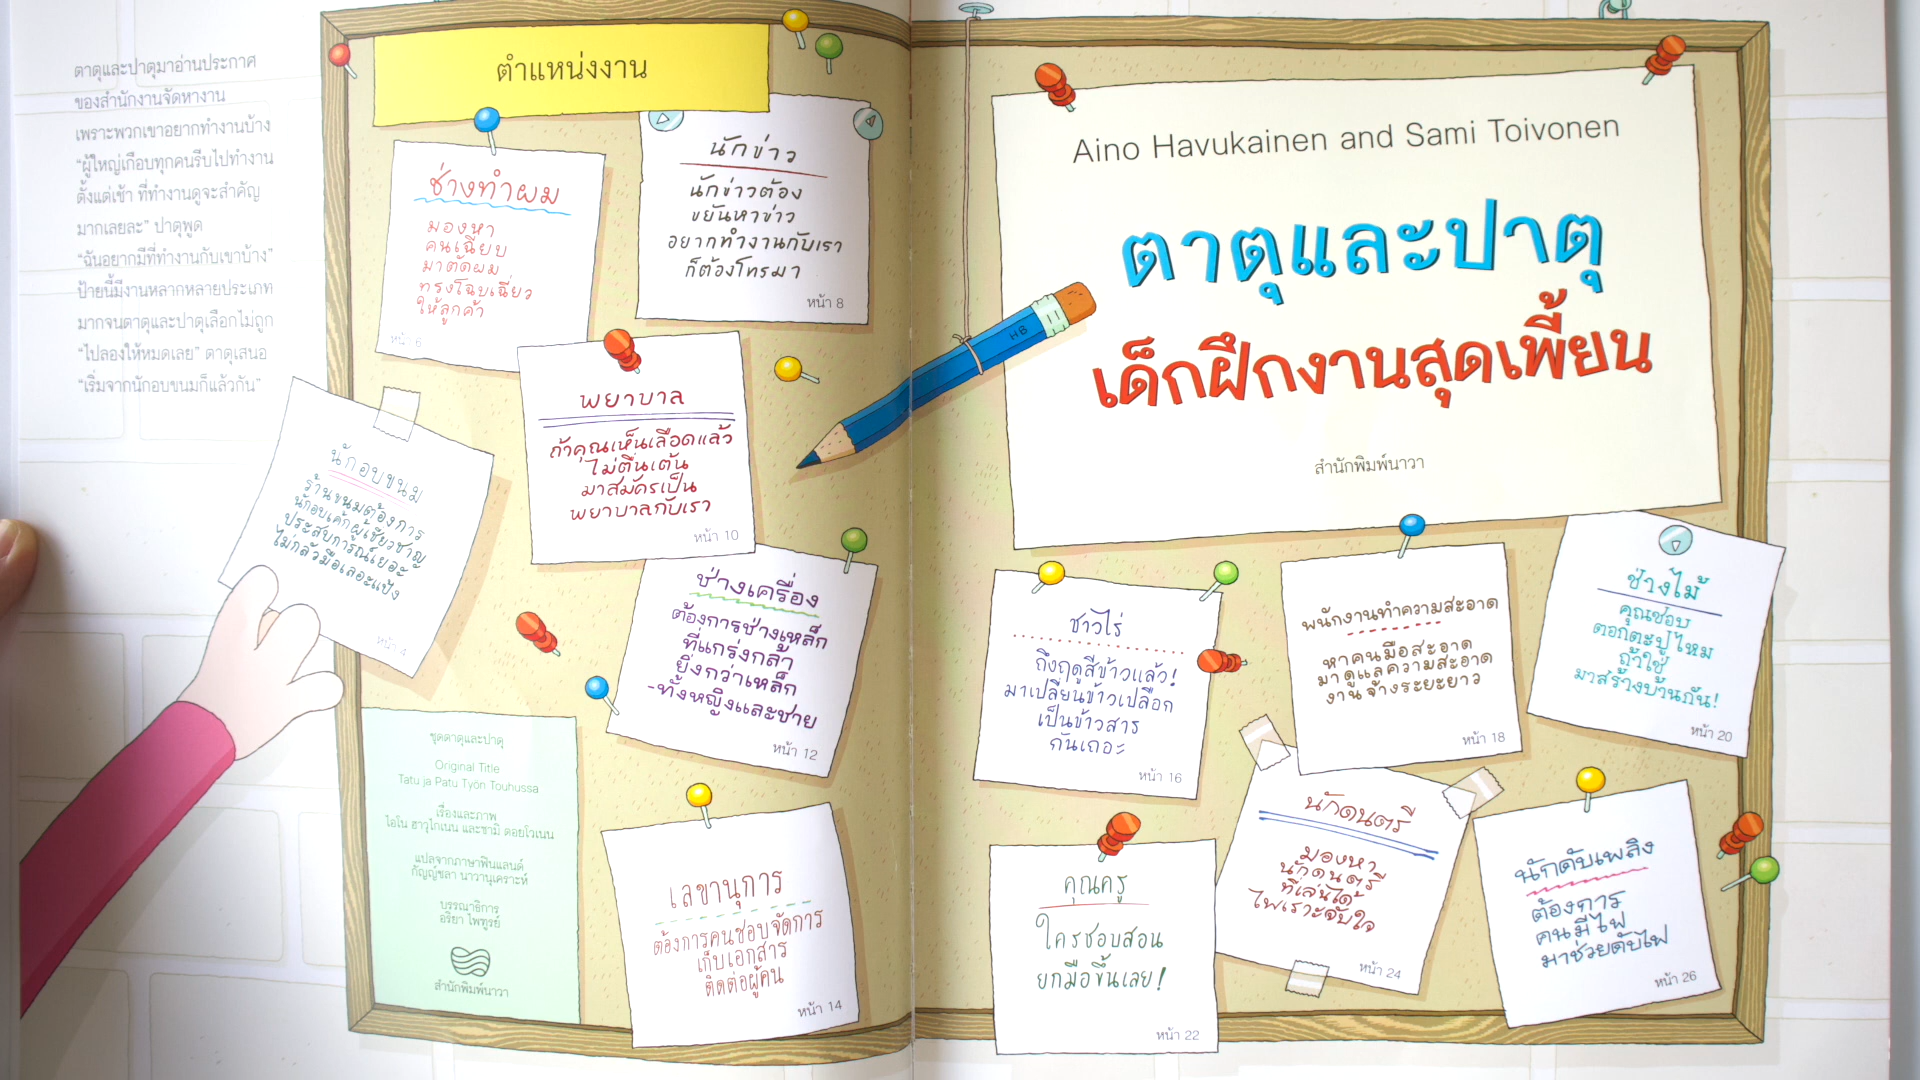 ตาตุและปาตุมาอ่านประกาศ
ของสำนักงานจัดหางาน
เพราะพวกเขาอยากทำงานบ้าง
“ผู้ใหญ่เกือบทุกคนรีบไปทำงาน
ตั้งแต่เช้า ที่ทำงานดูจะสำคัญ
มากเลยละ” ปาตุพูด
“ฉันอยากมีที่ทำงานกับเขาบ้าง”
ป้ายนี้มีงานหลากหลายประเภท
มากจนตาตุและปาตุเลือกไม่ถูก
“ไปลองให้หมดเลย” ตาตุเสนอ
“เริ่มจากนักอบขนมก็แล้วกัน”
ตำแหน่งงาน
ช่างทำผม
มองหา
คนเฉียบ
มาตัดผม
ทรงโฉบเฉี่ยว
ให้ลูกค้า
หน้า 6
นักข่าว
นักข่าวต้อง
ขยันหาข่าว
อยากทำงานกับเรา
ก็ต้องโทรมา
หน้า 8
นักอบขนม
ร้านขนมต้องการ
นักอบเค้กผู้เชี่ยวชาญ
ประสบการณ์เยอะ
ไม่กลัวมือเลอะแป้ง
หน้า 4
พยาบาล
ถ้าคุณเห็นเลือดแล้ว
ไม่ตื่นเต้น
มาสมัครเป็น
พยาบาลกับเรา
หน้า 10
ช่างเครื่อง
ต้องการช่างเหล็ก
ที่แกร่งกล้า
ยิ่งกว่าเหล็ก
-ทั้งหญิงและชาย
หน้า 12
ชุดตาตุและปาตุ
Original Title
Tatu ja Patu Työn Touhussa
เรื่องและภาพ
ไอโน ฮาวุไกเนน และซามิ ตอยโวเนน
แปลจากภาษาฟินแลนด์
กัญญ์ชลา นาวานุเคราะห์
บรรณาธิการ
อริยา ไพฑูรย์
สำนักพิมพ์นาวา
เลขานุการ
ต้องการคนชอบจัดการ
เก็บเอกสาร
ติดต่อผู้คน
หน้า 14
Aino Havukainen and Sami Toivonen
ตาตุและปาตุ
เด็กฝึกงานสุดเพี้ยน
สำนักพิมพ์นาวา
HB
ชาวไร่
ถึงฤดูสีข้าวแล้ว!
มาเปลี่ยนข้าวเปลือก
เป็นข้าวสาร
กันเถอะ
หน้า 16
พนักงานทำความสะอาด
หาคนมือสะอาด
มาดูแลความสะอาด
งานจ้างระยะยาว
หน้า 18
ช่างไม้
คุณชอบ
ตอกตะปูไหม
ถ้าใช่
มาสร้างบ้านกัน!
หน้า 20
คุณครู
ใครชอบสอน
ยกมือขึ้นเลย!
หน้า 22
นักดนตรี
มองหา
นักดนตรี
ที่เล่นได้
ไพเราะจับใจ
หน้า 24
นักดับเพลิง
ต้องการ
คนมีไฟ
มาช่วยดับไฟ
หน้า 26